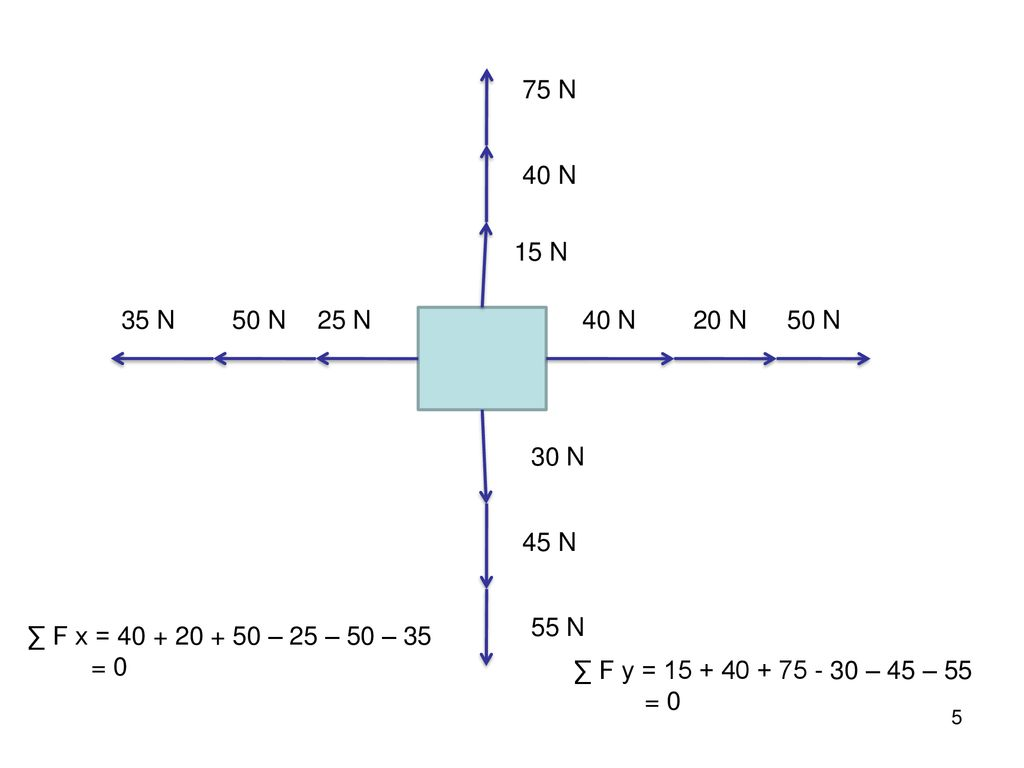 75 N
40 N
15 N
35 N 50 N 25 N 40 N 20 N 50 N
30 N
45 N
55 N
∑ F x = 40 + 20 + 50 – 25 – 50 – 35
= 0
∑ F y = 15 + 40 + 75 - 30 – 45 – 55
= 0
5